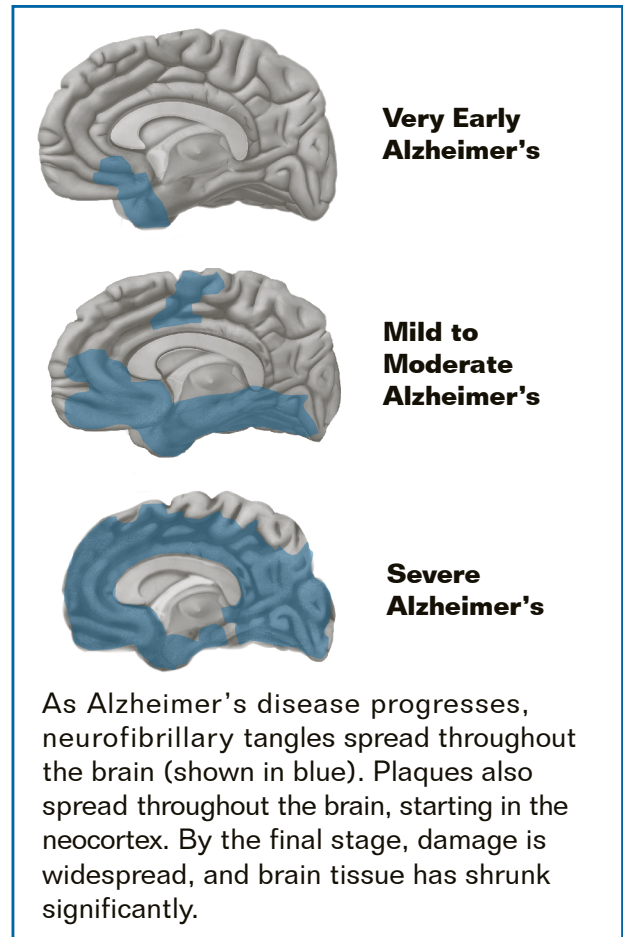 Very Early
Alzheimer’s
Mild to
Moderate
Alzheimer’s
Severe
Alzheimer’s
As Alzheimer’s disease progresses,
neurofibrillary tangles spread throughout
the brain (shown in blue). Plaques also
spread throughout the brain, starting in the
neocortex. By the final stage, damage is
widespread, and brain tissue has shrunk
significantly.